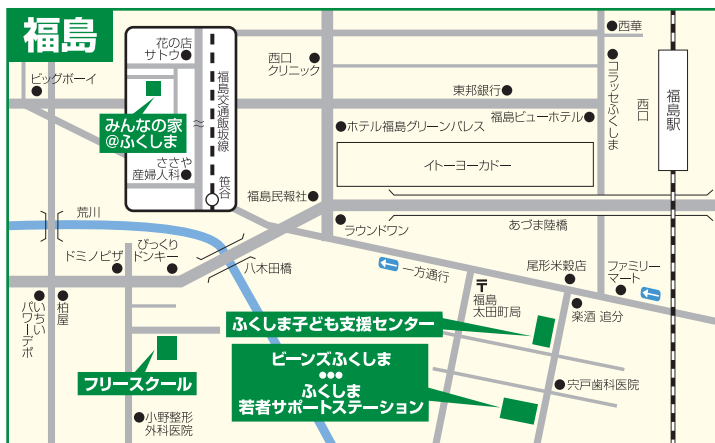 福島
花の店
サトウ
ビッグボーイ
みんなの家
@ふくしま
福島交通飯坂線
ささや
産婦人科
笹谷
西口
クリニック
西華
コラッセふくしま
西口
福島駅
東邦銀行
福島ビューホテル
ホテル福島グリーンパレス
イトーヨーカドー
福島民報社
ラウンドワン
あづま陸橋
荒川
ドミノピザ
びっくり
ドンキー
八木田橋
一方通行
尾形米穀店
ファミリー
マート
〒
福島
太田町局
楽酒 追分
いちい
パワーデポ
柏屋
ふくしま子ども支援センター
フリースクール
ビーンズふくしま
●●●
ふくしま
若者サポートステーション
宍戸歯科医院
小野整形
外科医院